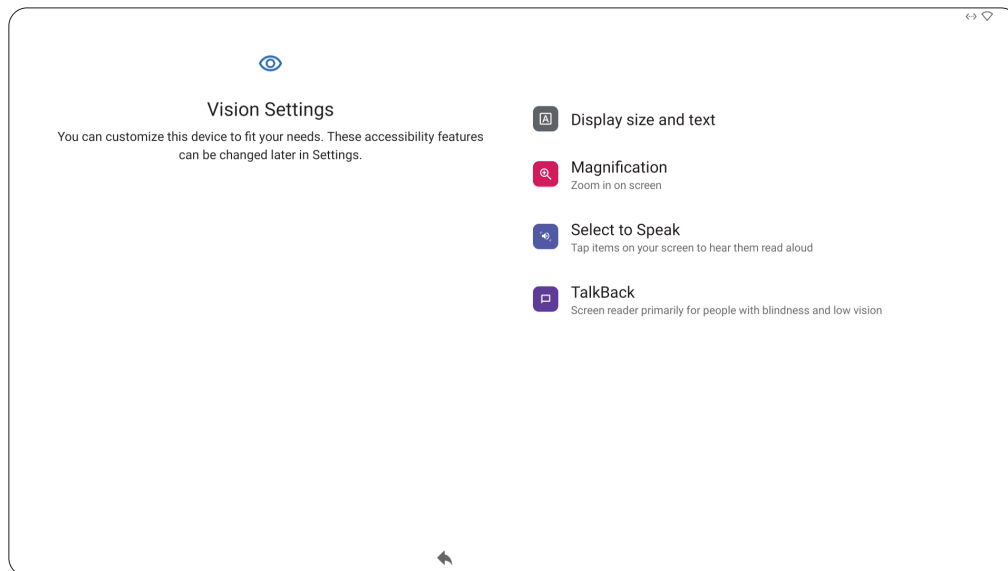 Vision Settings
You can customize this device to fit your needs. These accessibility features
can be changed later in Settings.
Display size and text
Magnification
Zoom in on screen
Select to Speak
Tap items on your screen to hear them read aloud
TalkBack
Screen reader primarily for people with blindness and low vision